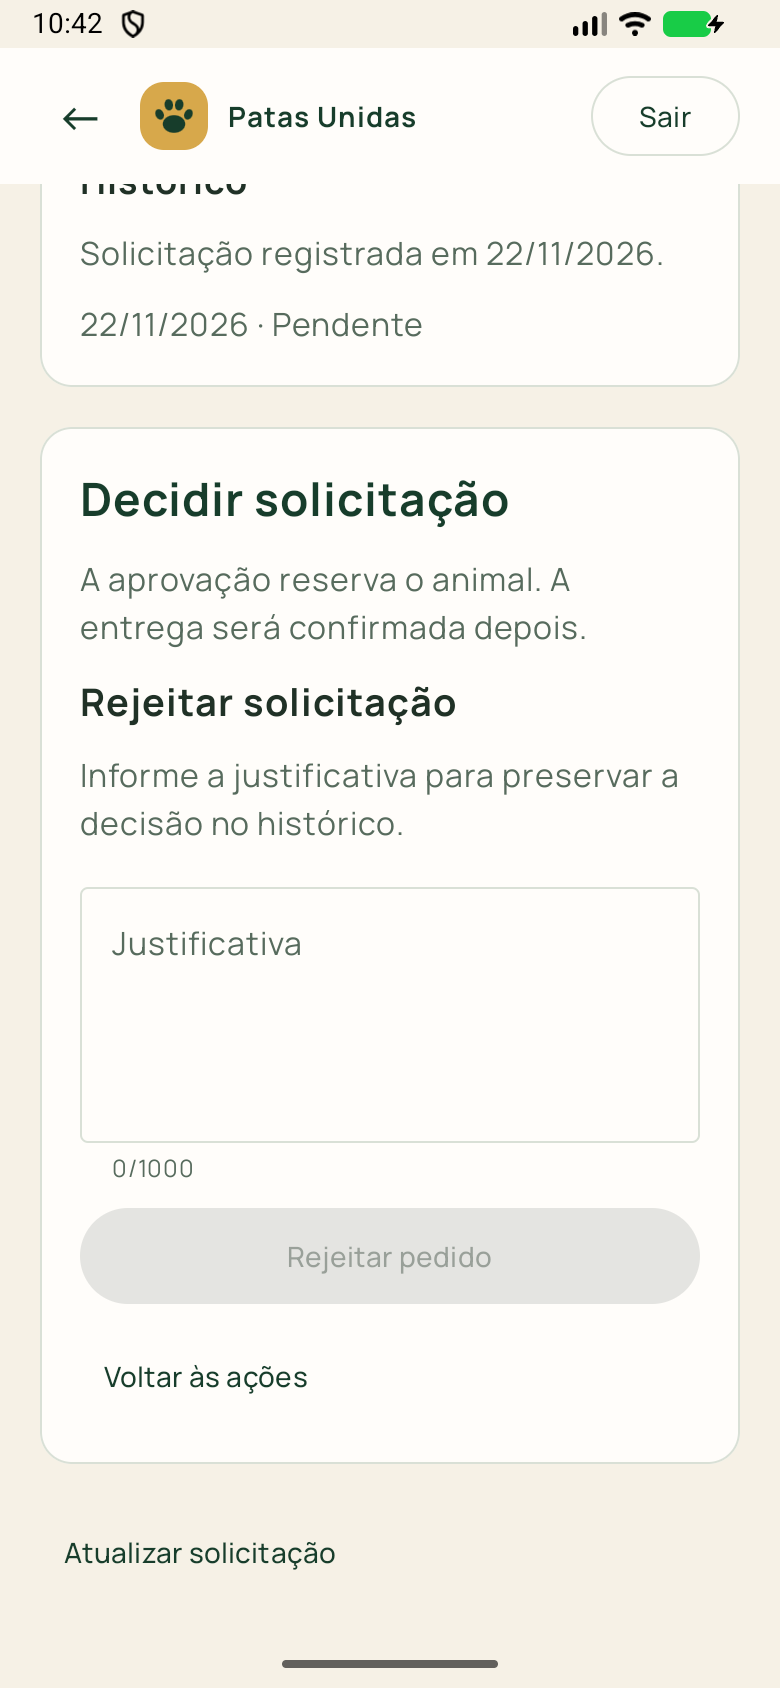 10:42
Patas Unidas
Sair
Histórico
Solicitação registrada em 22/11/2026.
22/11/2026 · Pendente
Decidir solicitação
A aprovação reserva o animal. A
entrega será confirmada depois.
Rejeitar solicitação
Informe a justificativa para preservar a
decisão no histórico.
Justificativa
0/1000
Rejeitar pedido
Voltar às ações
Atualizar solicitação